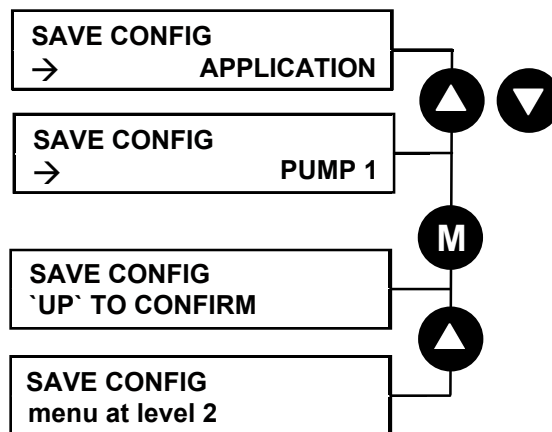 SAVE CONFIG
→ APPLICATION
SAVE CONFIG
→ PUMP 1
M
SAVE CONFIG
`UP` TO CONFIRM
SAVE CONFIG
menu at level 2